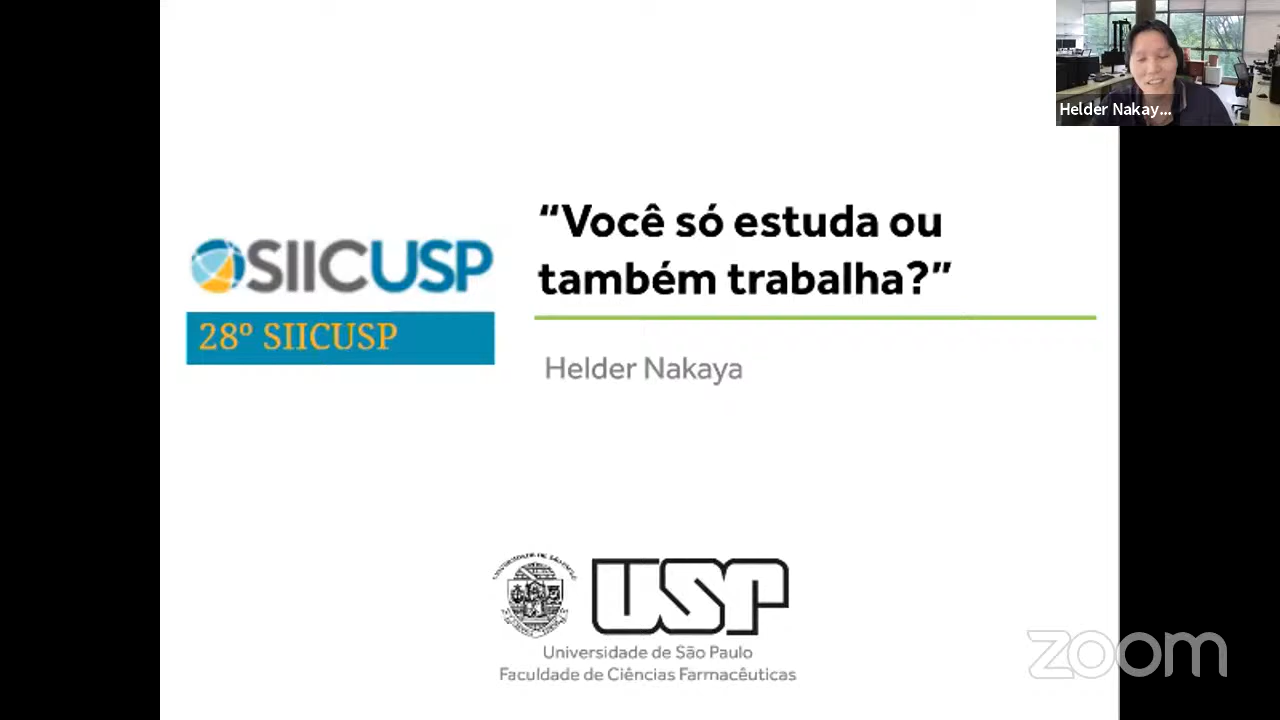 Helder Nakay...
"Você só estuda ou
também trabalha?"
SIICUSP
28º SIICUSP
Helder Nakaya
USP
Universidade de São Paulo
Faculdade de Ciências Farmacêuticas
zoom